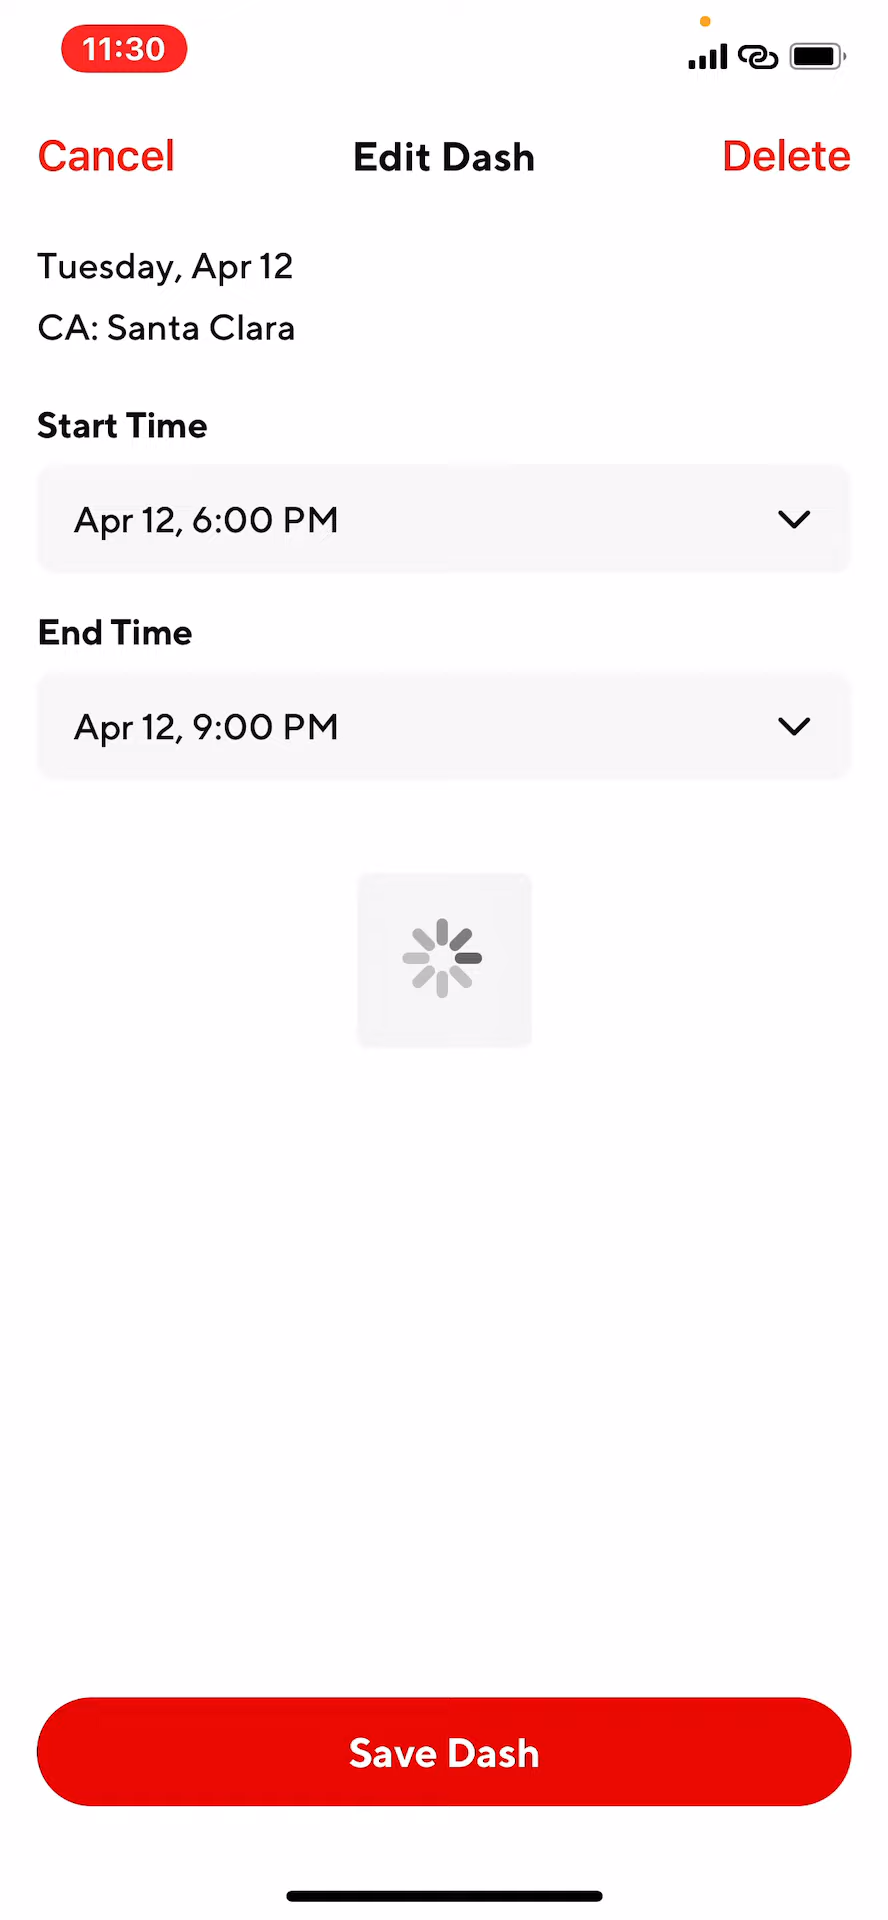 11:30
Cancel Edit Dash Delete
Tuesday, Apr 12
CA: Santa Clara
Start Time
Apr 12, 6:00 PM
End Time
Apr 12, 9:00 PM
Save Dash